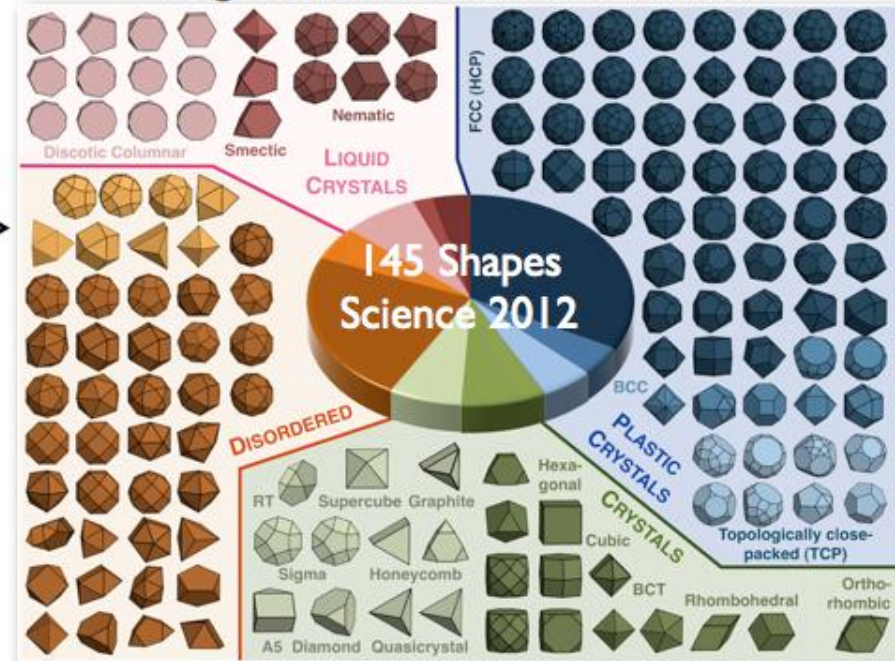 Discotic Columnar
Smectic
Nematic
LIQUID
CRYSTALS
FCC (HCP)
145 Shapes
Science 2012
BCC
PLASTIC
CRYSTALS
Topologically close-
packed (TCP)
DISORDERED
RT
Supercube
Graphite
Sigma
Honeycomb
A5
Diamond
Quasicrystal
CRYSTALS
Hexa-
gonal
Cubic
BCT
Rhombohedral
Ortho-
rhombic